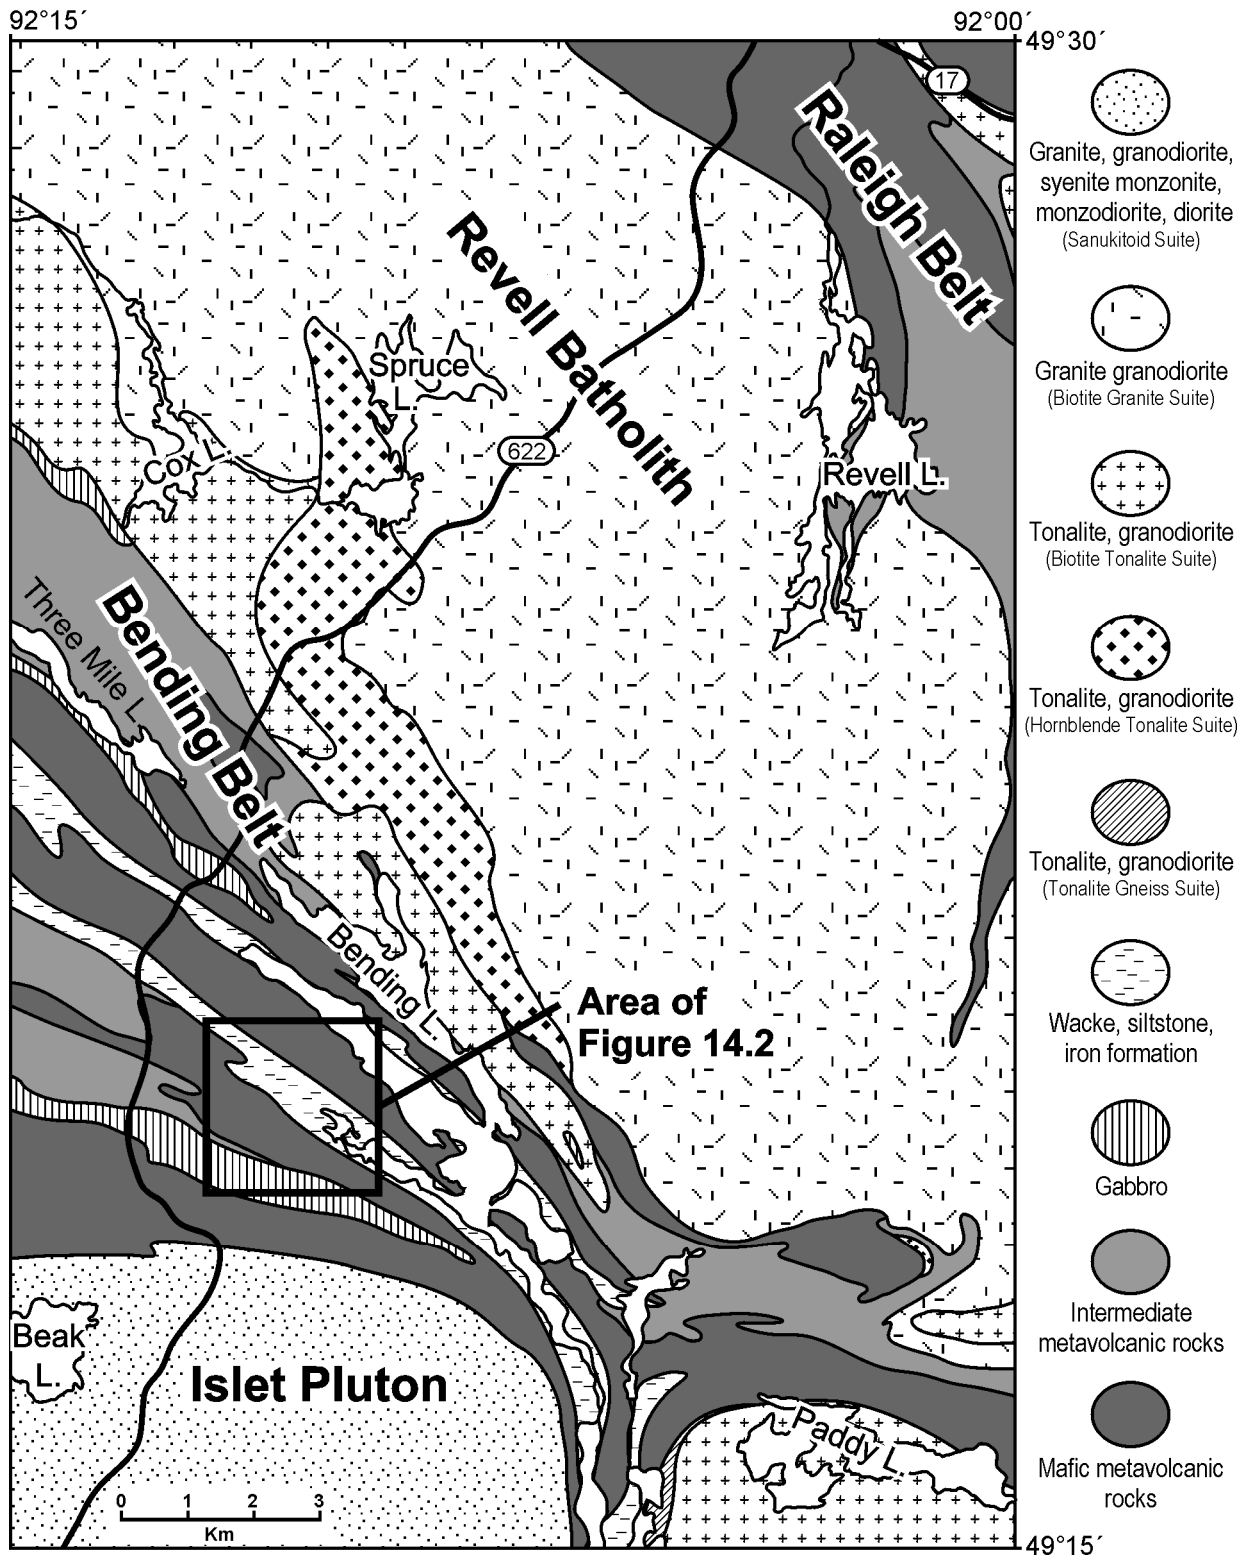 92°15´
92°00´
49°30´
17
Raleigh Belt
Revell Batholith
Spruce
L.
Cox L.
622
Revell L.
Three Mile L.
Bending Belt
Bending L.
Area of
Figure 14.2
Beak
L.
Islet Pluton
Paddy L.
0 1 2 3
Km
49°15´
Granite, granodiorite,
syenite monzonite,
monzodiorite, diorite
(Sanukitoid Suite)
Granite granodiorite
(Biotite Granite Suite)
Tonalite, granodiorite
(Biotite Tonalite Suite)
Tonalite, granodiorite
(Hornblende Tonalite Suite)
Tonalite, granodiorite
(Tonalite Gneiss Suite)
Wacke, siltstone,
iron formation
Gabbro
Intermediate
metavolcanic rocks
Mafic metavolcanic
rocks